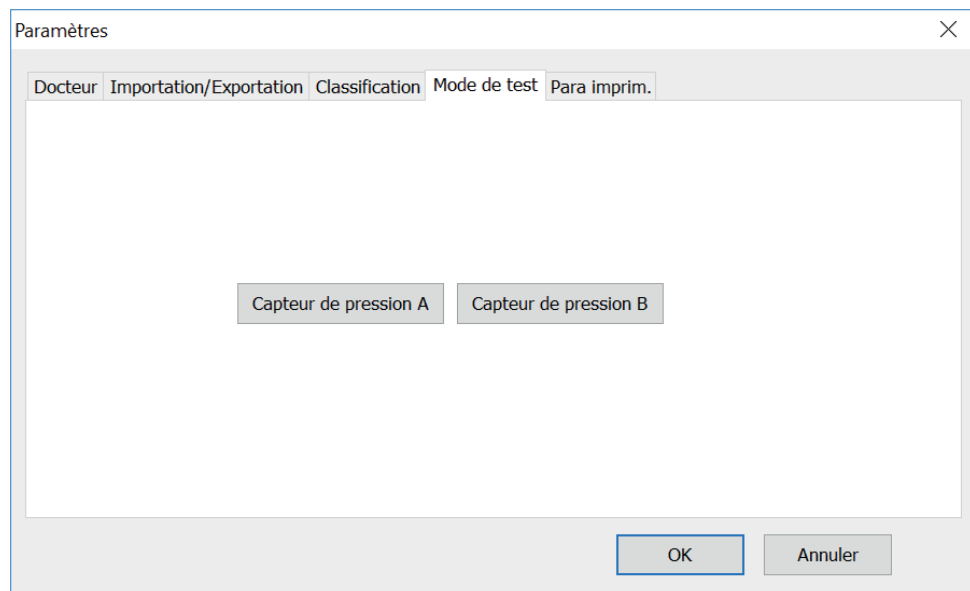 Paramètres
Docteur Importation/Exportation Classification Mode de test Para imprim.
Capteur de pression A Capteur de pression B
OK Annuler